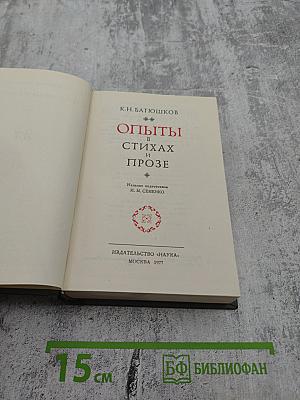 К.Н. БАТЮШКОВ
ОПЫТЫ
В
СТИХАХ
И
ПРОЗЕ
Издание подготовила
И. М. СЕМЕНКО
ИЗДАТЕЛЬСТВО «НАУКА»
МОСКВА 1977
15 см
БФ БИБЛИОФАН